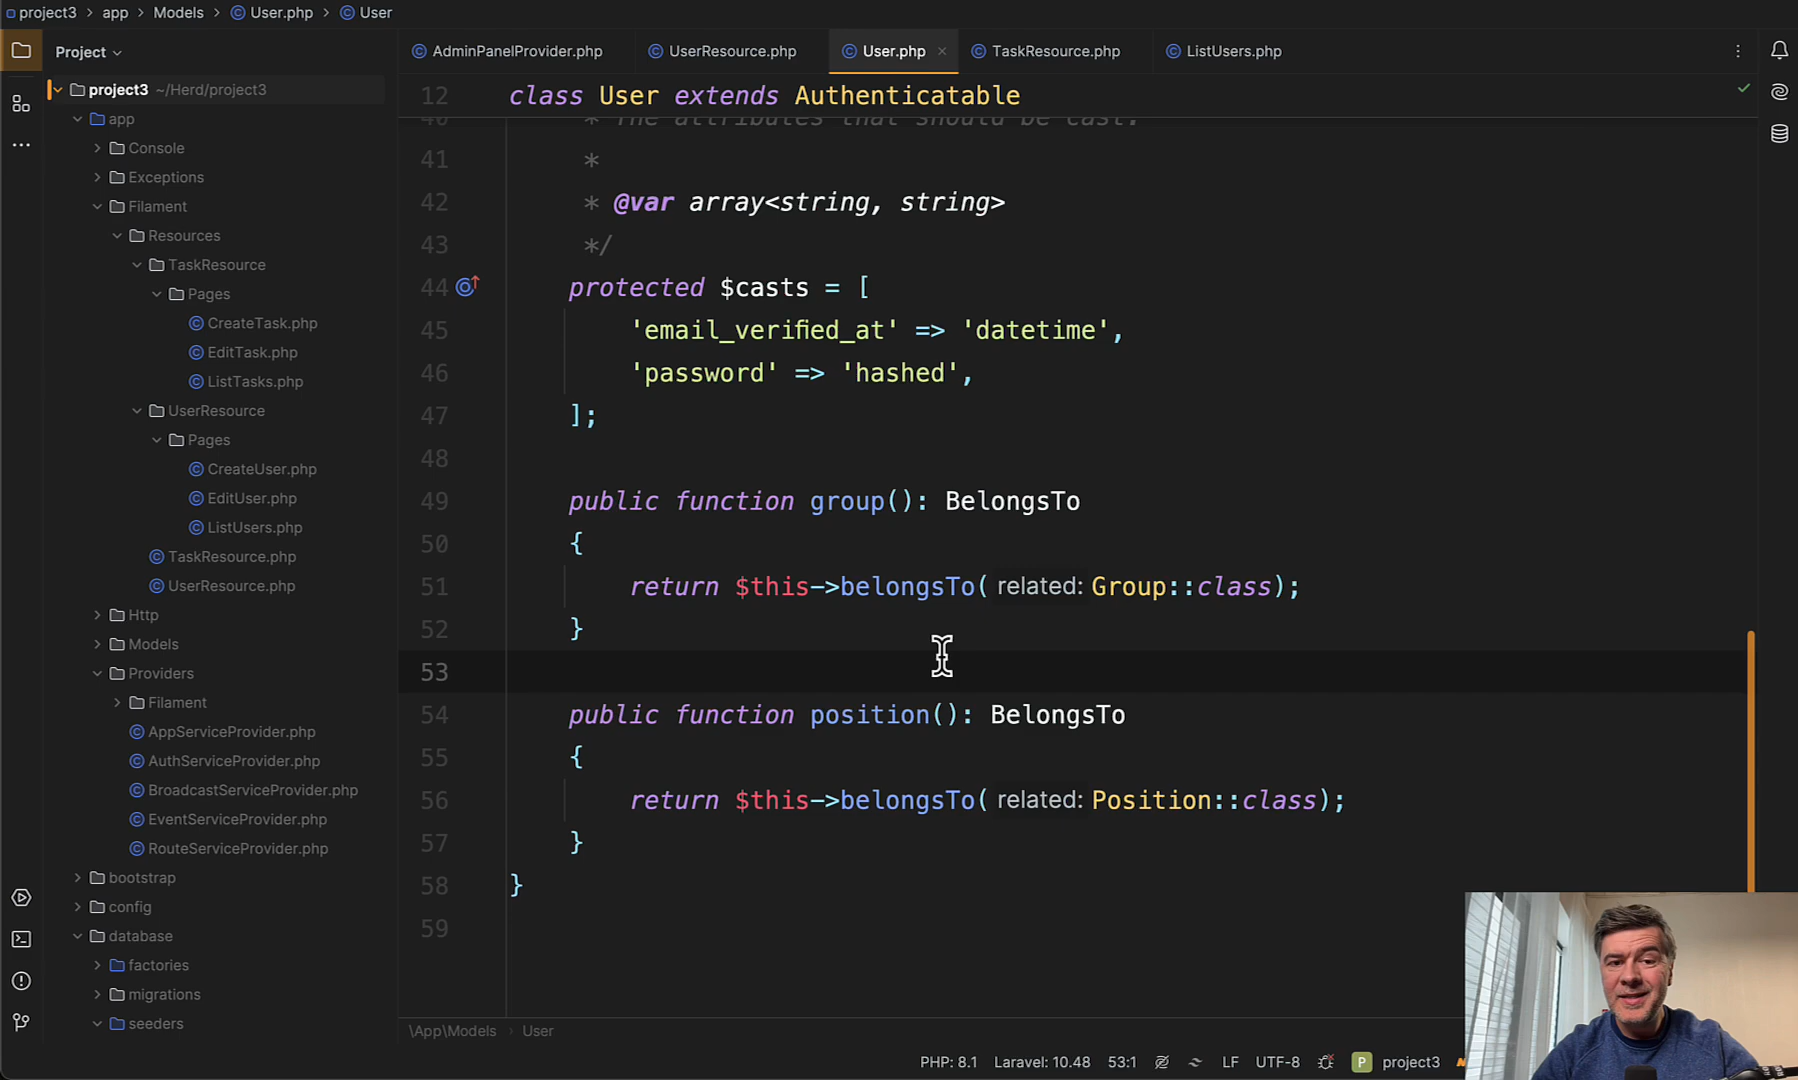 project3 > app > Models > User.php > User
Project
AdminPanelProvider.php
UserResource.php
User.php
TaskResource.php
ListUsers.php
project3 ~/Herd/project3
app
Console
Exceptions
Filament
Resources
TaskResource
Pages
CreateTask.php
EditTask.php
ListTasks.php
UserResource
Pages
CreateUser.php
EditUser.php
ListUsers.php
TaskResource.php
UserResource.php
Http
Models
Providers
Filament
AppServiceProvider.php
AuthServiceProvider.php
BroadcastServiceProvider.php
EventServiceProvider.php
RouteServiceProvider.php
bootstrap
config
database
factories
migrations
seeders
12 class User extends Authenticatable
40 * The attributes that should be cast.
41 *
42 * @var array<string, string>
43 */
44 protected $casts = [
45 'email_verified_at' => 'datetime',
46 'password' => 'hashed',
47 ];
48
49 public function group(): BelongsTo
50 {
51 return $this->belongsTo( related: Group::class);
52 }
53
54 public function position(): BelongsTo
55 {
56 return $this->belongsTo( related: Position::class);
57 }
58 }
59
\App\Models > User
PHP: 8.1 Laravel: 10.48 53:1 LF UTF-8 P project3